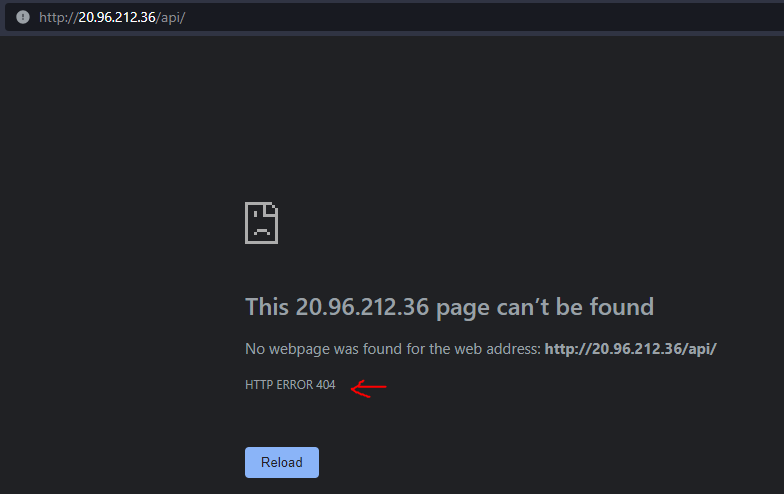 http://20.96.212.36/api/
This 20.96.212.36 page can’t be found
No webpage was found for the web address: http://20.96.212.36/api/
HTTP ERROR 404
Reload